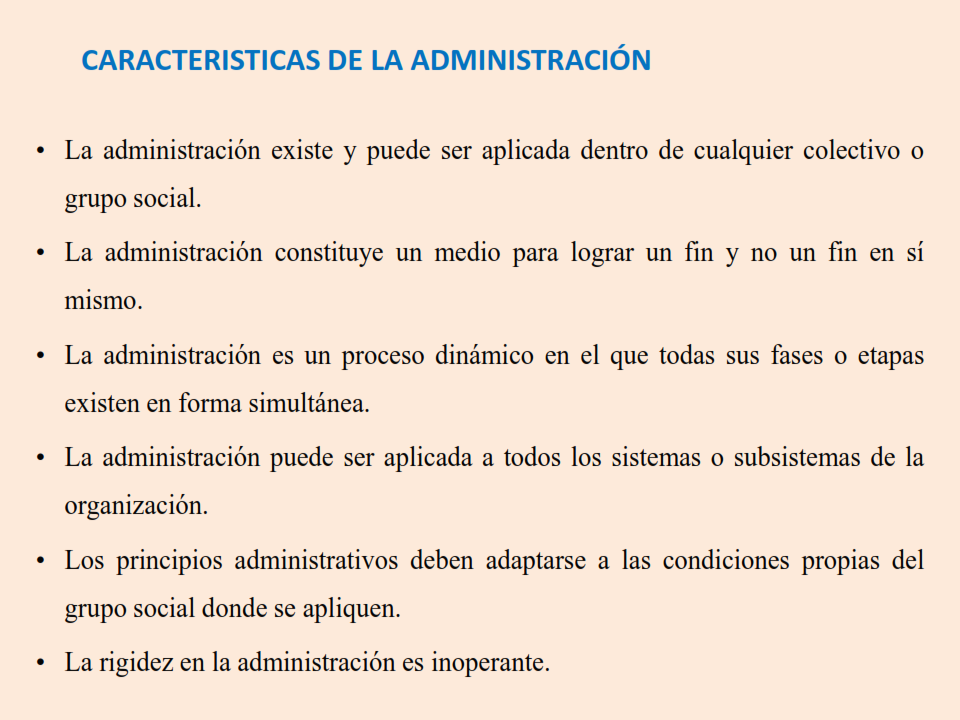 CARACTERISTICAS DE LA ADMINISTRACIÓN
• La administración existe y puede ser aplicada dentro de cualquier colectivo o
grupo social.
• La administración constituye un medio para lograr un fin y no un fin en sí
mismo.
• La administración es un proceso dinámico en el que todas sus fases o etapas
existen en forma simultánea.
• La administración puede ser aplicada a todos los sistemas o subsistemas de la
organización.
• Los principios administrativos deben adaptarse a las condiciones propias del
grupo social donde se apliquen.
• La rigidez en la administración es inoperante.